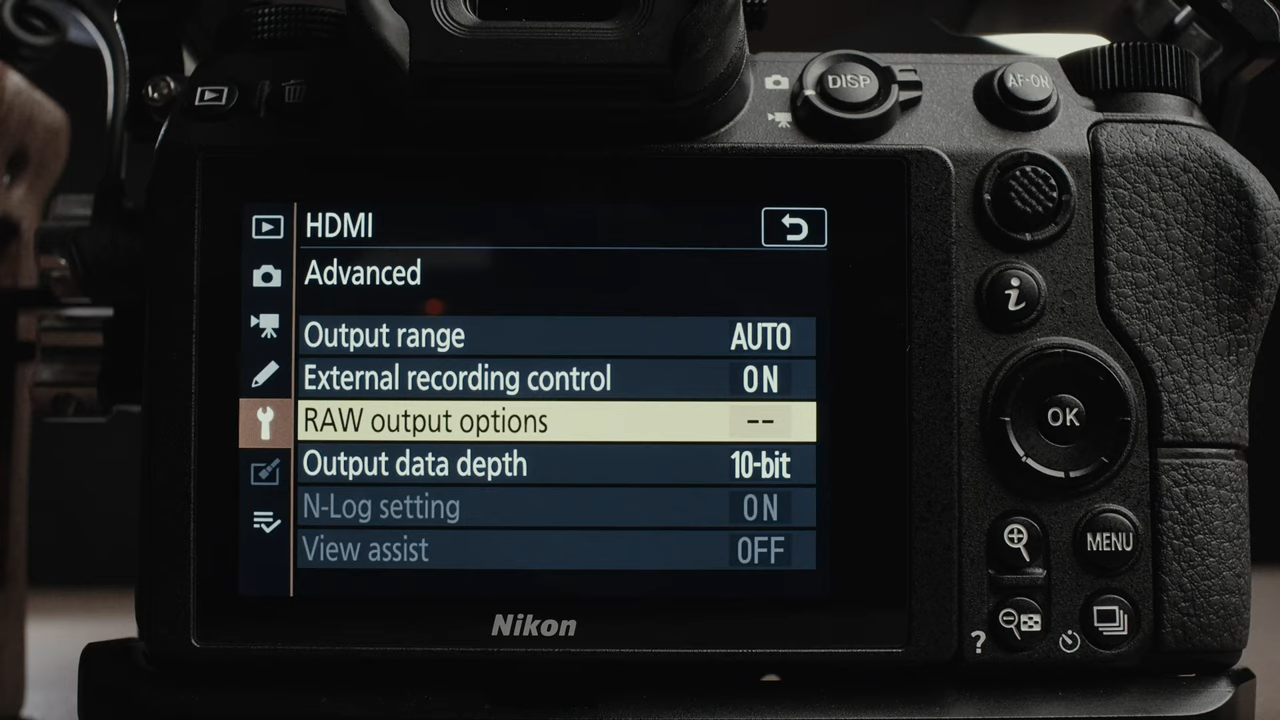 DISP
AF-ON
HDMI
Advanced
Output range AUTO
External recording control ON
RAW output options --
Output data depth 10-bit
N-Log setting ON
View assist OFF
i
OK
MENU
?
Nikon